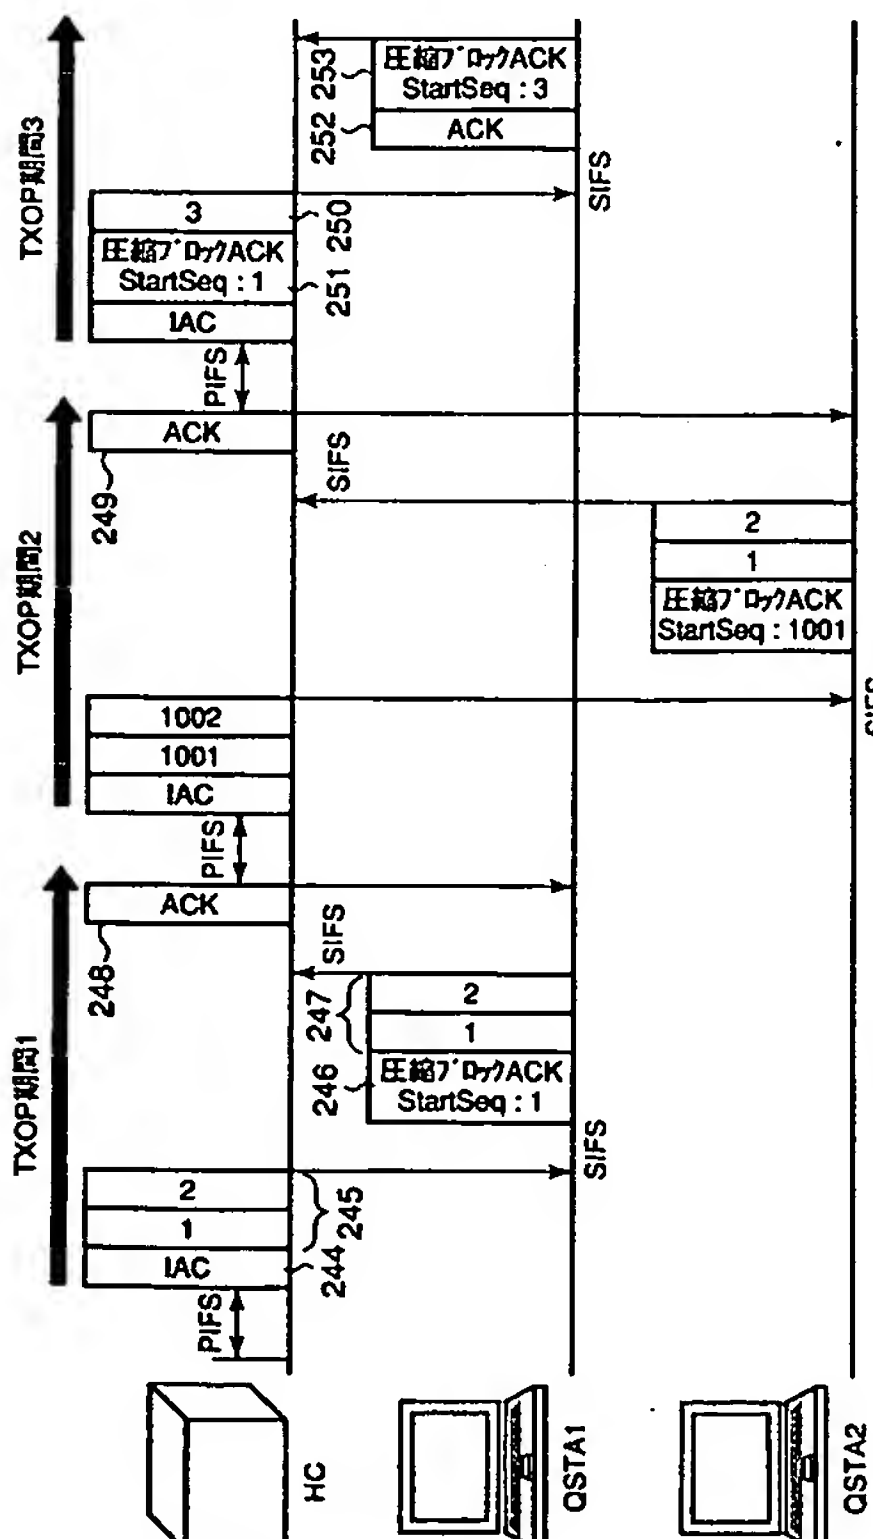 TXOP期間3
253
圧縮ブロックACK
StartSeq : 3
252
ACK
SIFS
3
250
圧縮ブロックACK
StartSeq : 1
251
IAC
PIFS
TXOP期間2
ACK
249
SIFS
2
1
圧縮ブロックACK
StartSeq : 1001
1002
1001
IAC
PIFS
TXOP期間1
ACK
248
SIFS
247
2
1
246
圧縮ブロックACK
StartSeq : 1
SIFS
2
1
245
IAC
244
PIFS
HC
QSTA1
QSTA2